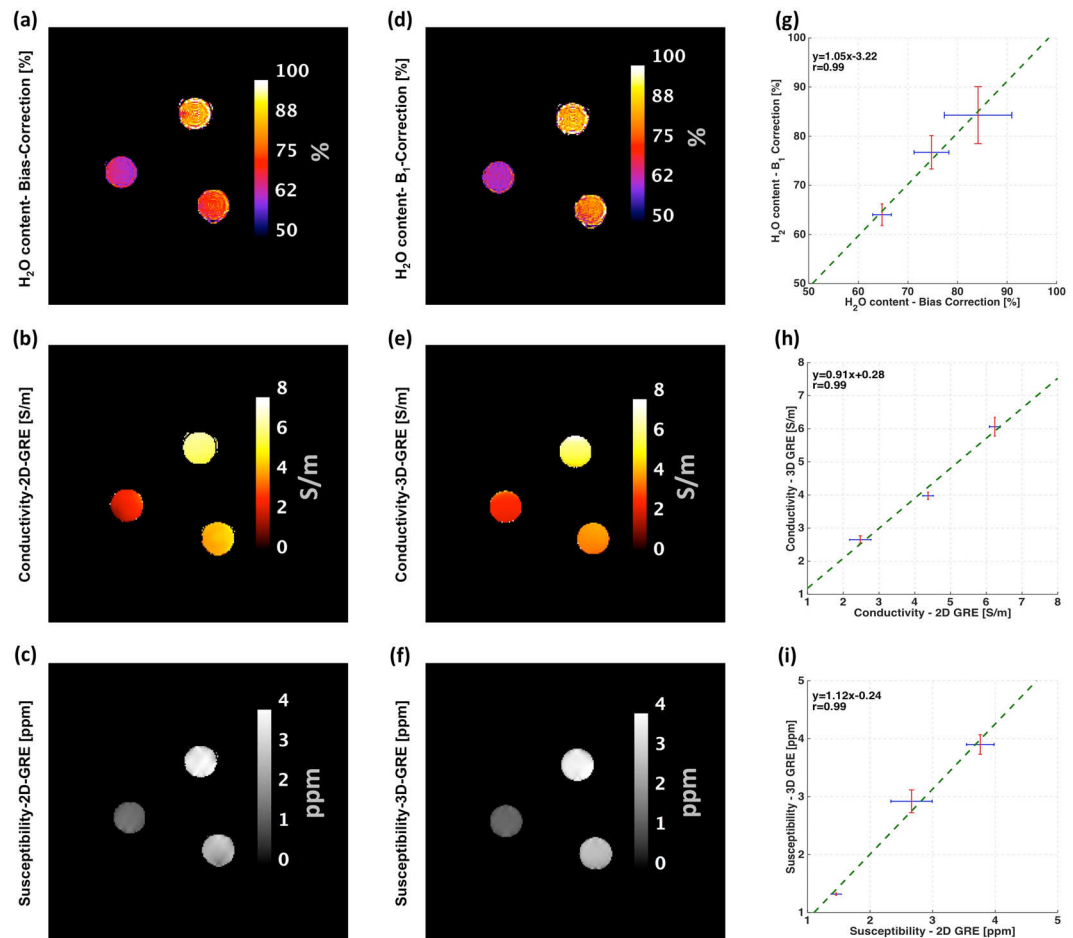 (a)
H2O content- Bias-Correction [%]
100
88
75
62
50
%
(d)
H2O content- B1-Correction [%]
100
88
75
62
50
%
(g)
y=1.05x-3.22
r=0.99
H2O content - B1 Correction [%]
100
90
80
70
60
50
50 60 70 80 90 100
H2O content - Bias Correction [%]
(b)
Conductivity-2D-GRE [S/m]
8
6
4
2
0
S/m
(e)
Conductivity-3D-GRE [S/m]
8
6
4
2
0
S/m
(h)
y=0.91x+0.28
r=0.99
Conductivity - 3D GRE [S/m]
8
7
6
5
4
3
2
1
1 2 3 4 5 6 7 8
Conductivity - 2D GRE [S/m]
(c)
Susceptibility-2D-GRE [ppm]
4
3
2
1
0
ppm
(f)
Susceptibility-3D-GRE [ppm]
4
3
2
1
0
ppm
(i)
y=1.12x-0.24
r=0.99
Susceptibility - 3D GRE [ppm]
5
4
3
2
1
1 2 3 4 5
Susceptibility - 2D GRE [ppm]